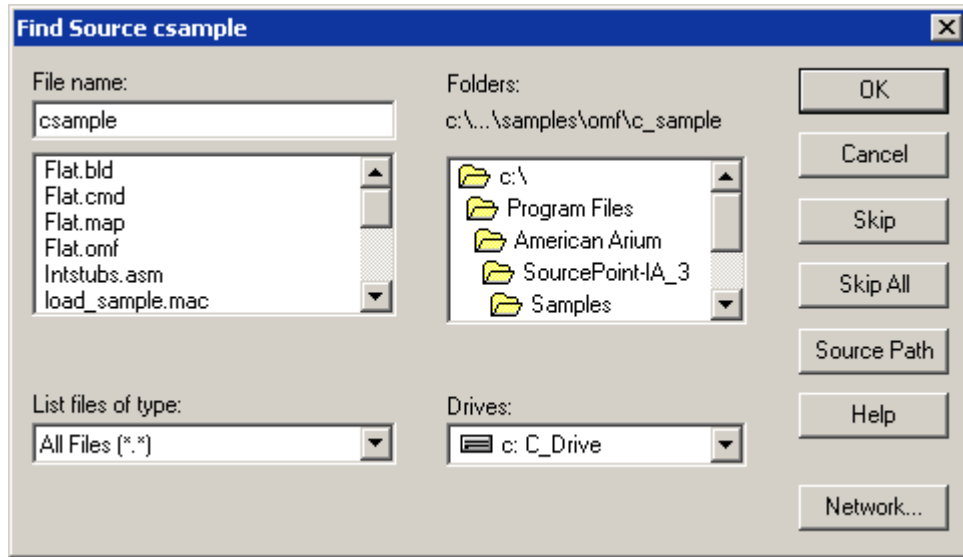 Find Source csample
File name:
csample
Flat.bld
Flat.cmd
Flat.map
Flat.omf
Intstubs.asm
load_sample.mac
List files of type:
All Files (*.*)
Folders:
c:\...\samples\omf\c_sample
c:\
Program Files
American Arium
SourcePoint-IA_3
Samples
Drives:
c: C_Drive
OK
Cancel
Skip
Skip All
Source Path
Help
Network...